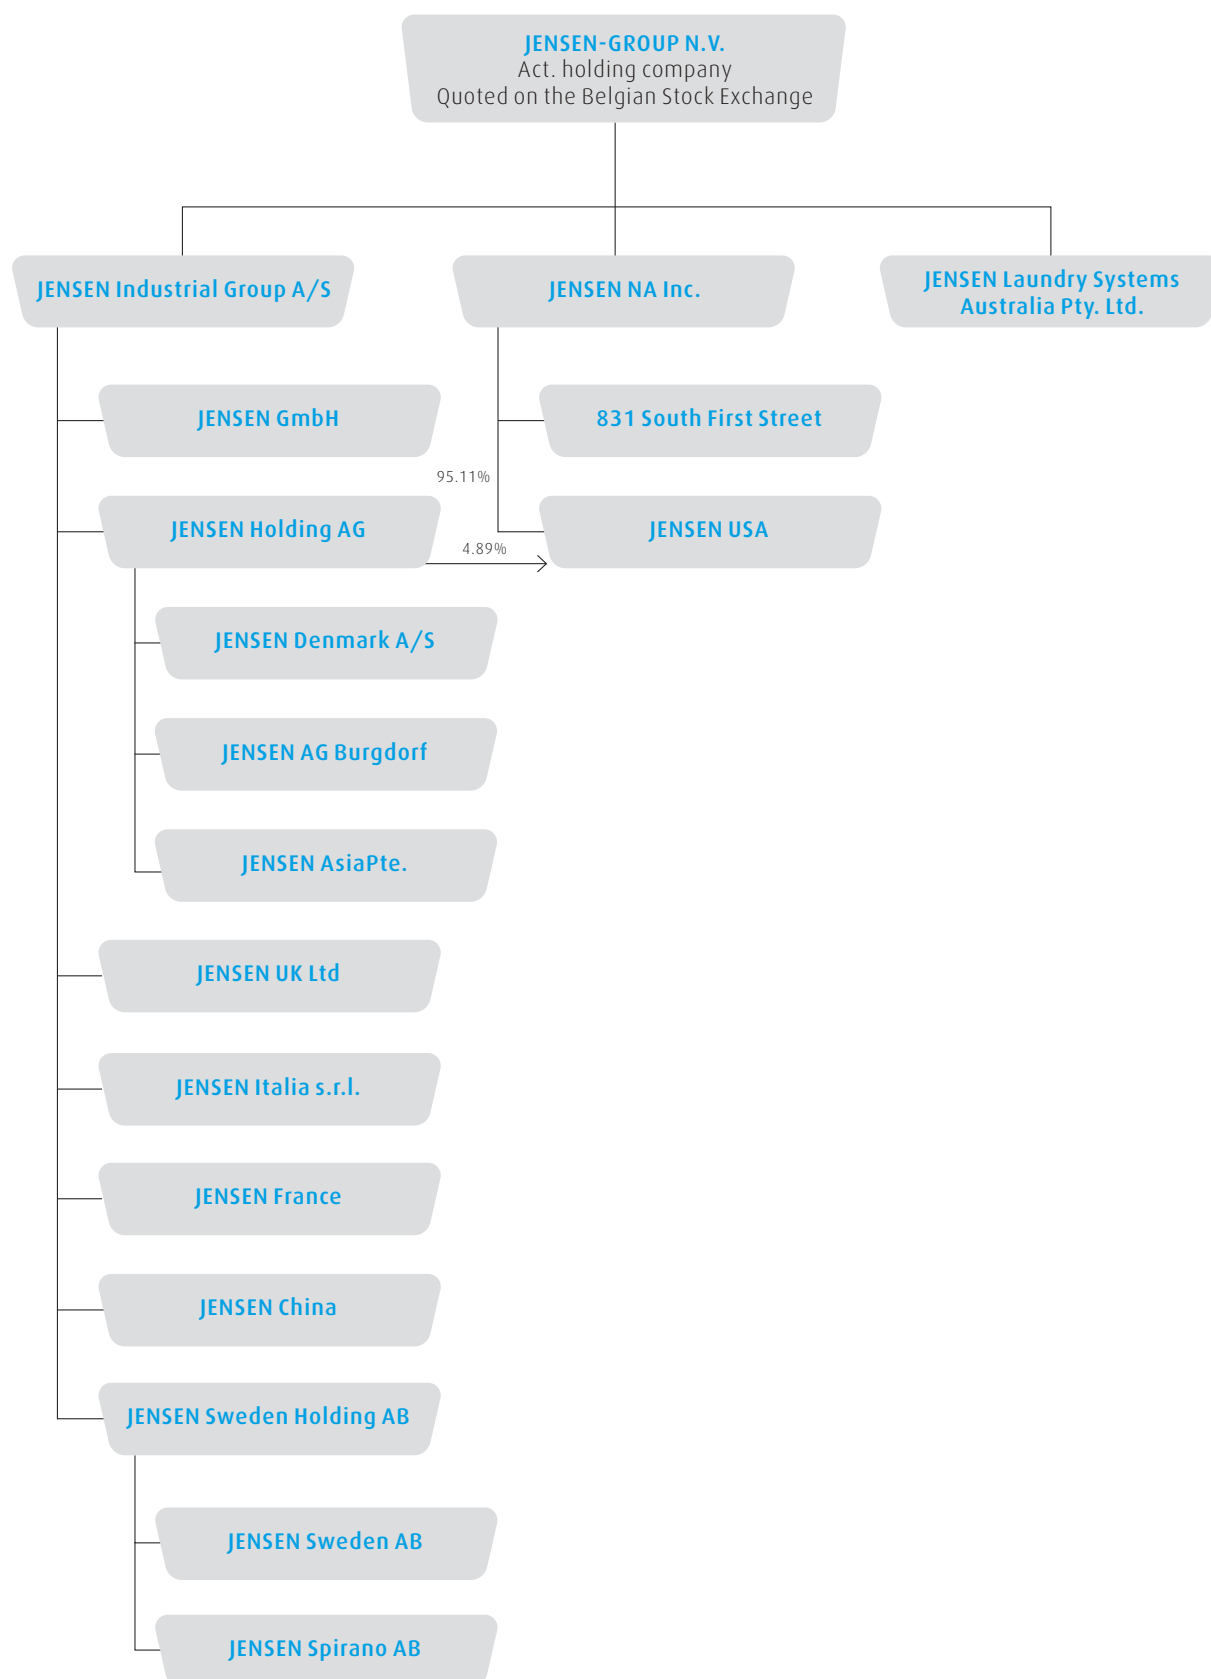 JENSEN-GROUP N.V.
Act. holding company
Quoted on the Belgian Stock Exchange
JENSEN Industrial Group A/S
JENSEN NA Inc.
JENSEN Laundry Systems
Australia Pty. Ltd.
JENSEN GmbH
831 South First Street
95.11%
JENSEN Holding AG
JENSEN USA
4.89%
JENSEN Denmark A/S
JENSEN AG Burgdorf
JENSEN AsiaPte.
JENSEN UK Ltd
JENSEN Italia s.r.l.
JENSEN France
JENSEN China
JENSEN Sweden Holding AB
JENSEN Sweden AB
JENSEN Spirano AB